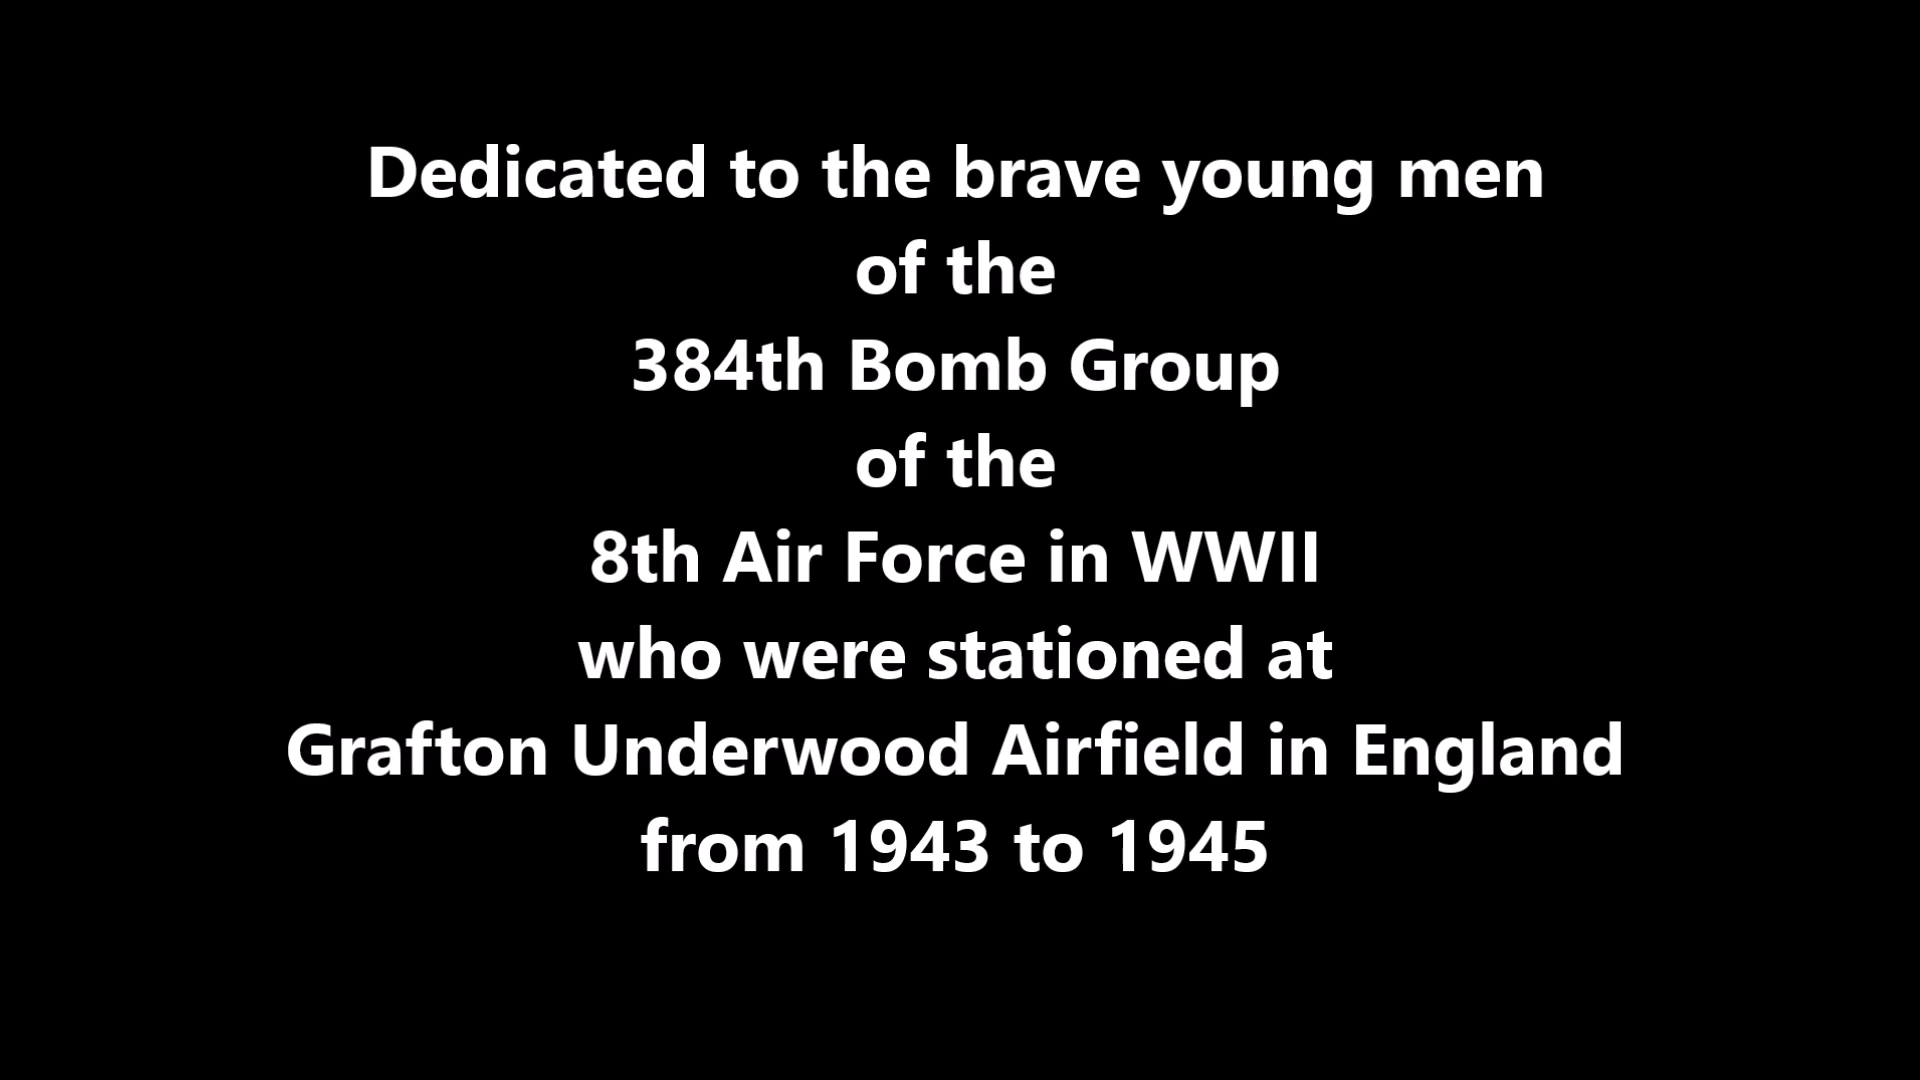 Dedicated to the brave young men
of the
384th Bomb Group
of the
8th Air Force in WWII
who were stationed at
Grafton Underwood Airfield in England
from 1943 to 1945